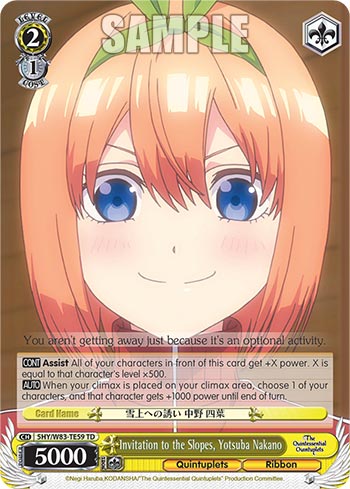 LEVEL
2
SAMPLE
1
COST
You aren't getting away just because it's an optional activity.
CONT Assist All of your characters in front of this card get +X power. X is
equal to that character's level ×500.
AUTO When your climax is placed on your climax area, choose 1 of your
characters, and that character gets +1000 power until end of turn.
Card Name 雪上への誘い 中野 四葉
CH 5HY/W83-TE59 TD Invitation to the Slopes, Yotsuba Nakano
The Quintessential Quintuplets
5000 Quintuplets Ribbon
©Negi Haruba,KODANSHA/"The Quintessential Quintuplets" Production Committee.